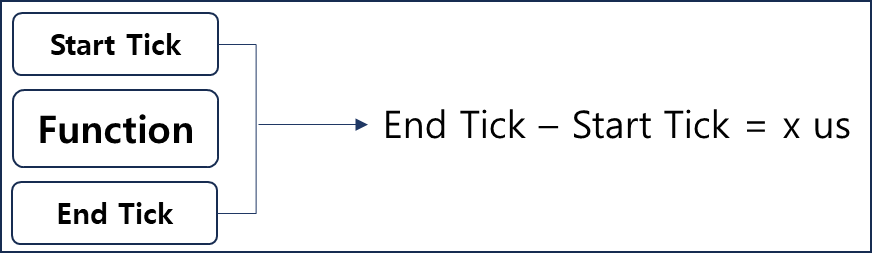 Start Tick
Function
End Tick
End Tick – Start Tick = x us